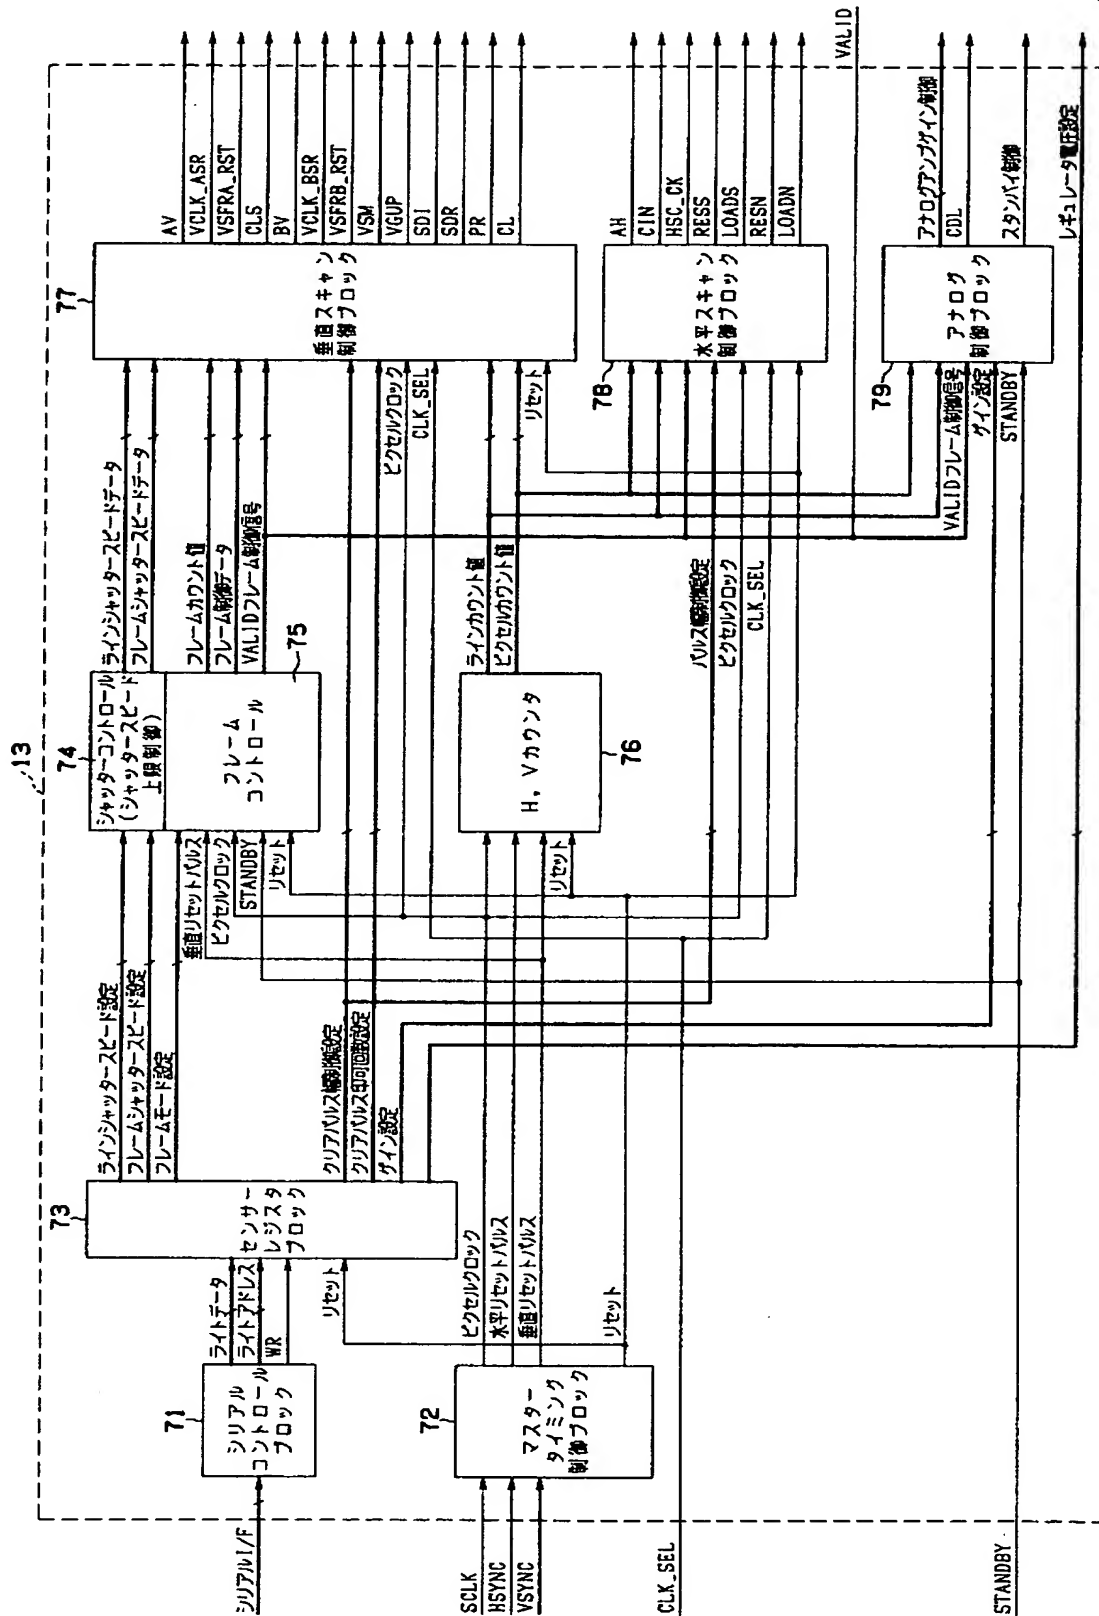 13
シリアルI/F
SCLK
HSYNC
VSYNC
CLK_SEL
STANDBY
71
シリアル
コントロール
ブロック
ライトデータ
ライトアドレス
WR
72
マスター
タイミング
制御ブロック
ピクセルクロック
水平リセットパルス
垂直リセットパルス
リセット
リセット
73
センサー
レジスタ
ブロック
ラインシャッタースピード設定
フレームシャッタースピード設定
フレームモード設定
クリアパルス幅制御設定
クリアパルス印可回数設定
ゲイン設定
74
シャッターコントロール
(シャッタースピード
上限制御)
75
フレーム
コントロール
垂直リセットパルス
ピクセルクロック
STANDBY
リセット
ラインシャッタースピードデータ
フレームシャッタースピードデータ
フレームカウント値
フレーム制御データ
VALIDフレーム制御信号
76
H,Vカウンタ
リセット
ラインカウント値
ピクセルカウント値
パルス幅制御設定
ピクセルクロック
CLK_SEL
77
垂直スキャン
制御ブロック
ピクセルクロック
CLK_SEL
リセット
AV
VCLK_ASR
VSFRA_RST
CLS
BV
VCLK_BSR
VSFRB_RST
VSM
VGUP
SDI
SDR
PR
CL
78
水平スキャン
制御ブロック
AH
CIN
HSC_CK
RESS
LOADS
RESN
LOADN
VALID
79
アナログ
制御ブロック
VALIDフレーム制御信号
ゲイン設定
STANDBY
アナログアンプゲイン制御
CDL
スタンバイ制御
レギュレータ電圧設定